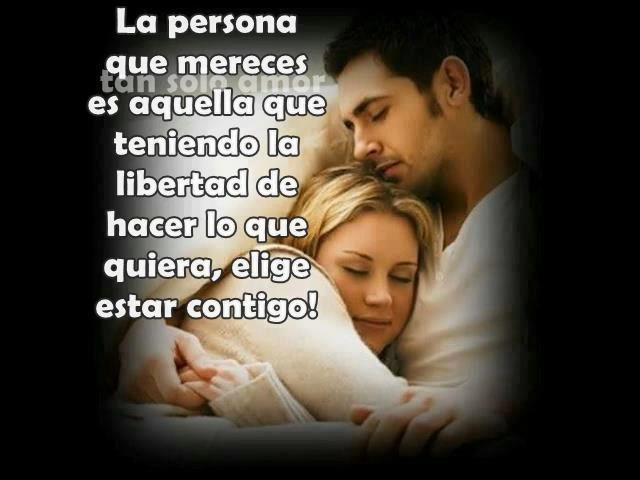 La persona
que mereces
tan solo amor
es aquella que
teniendo la
libertad de
hacer lo que
quiera, elige
estar contigo!